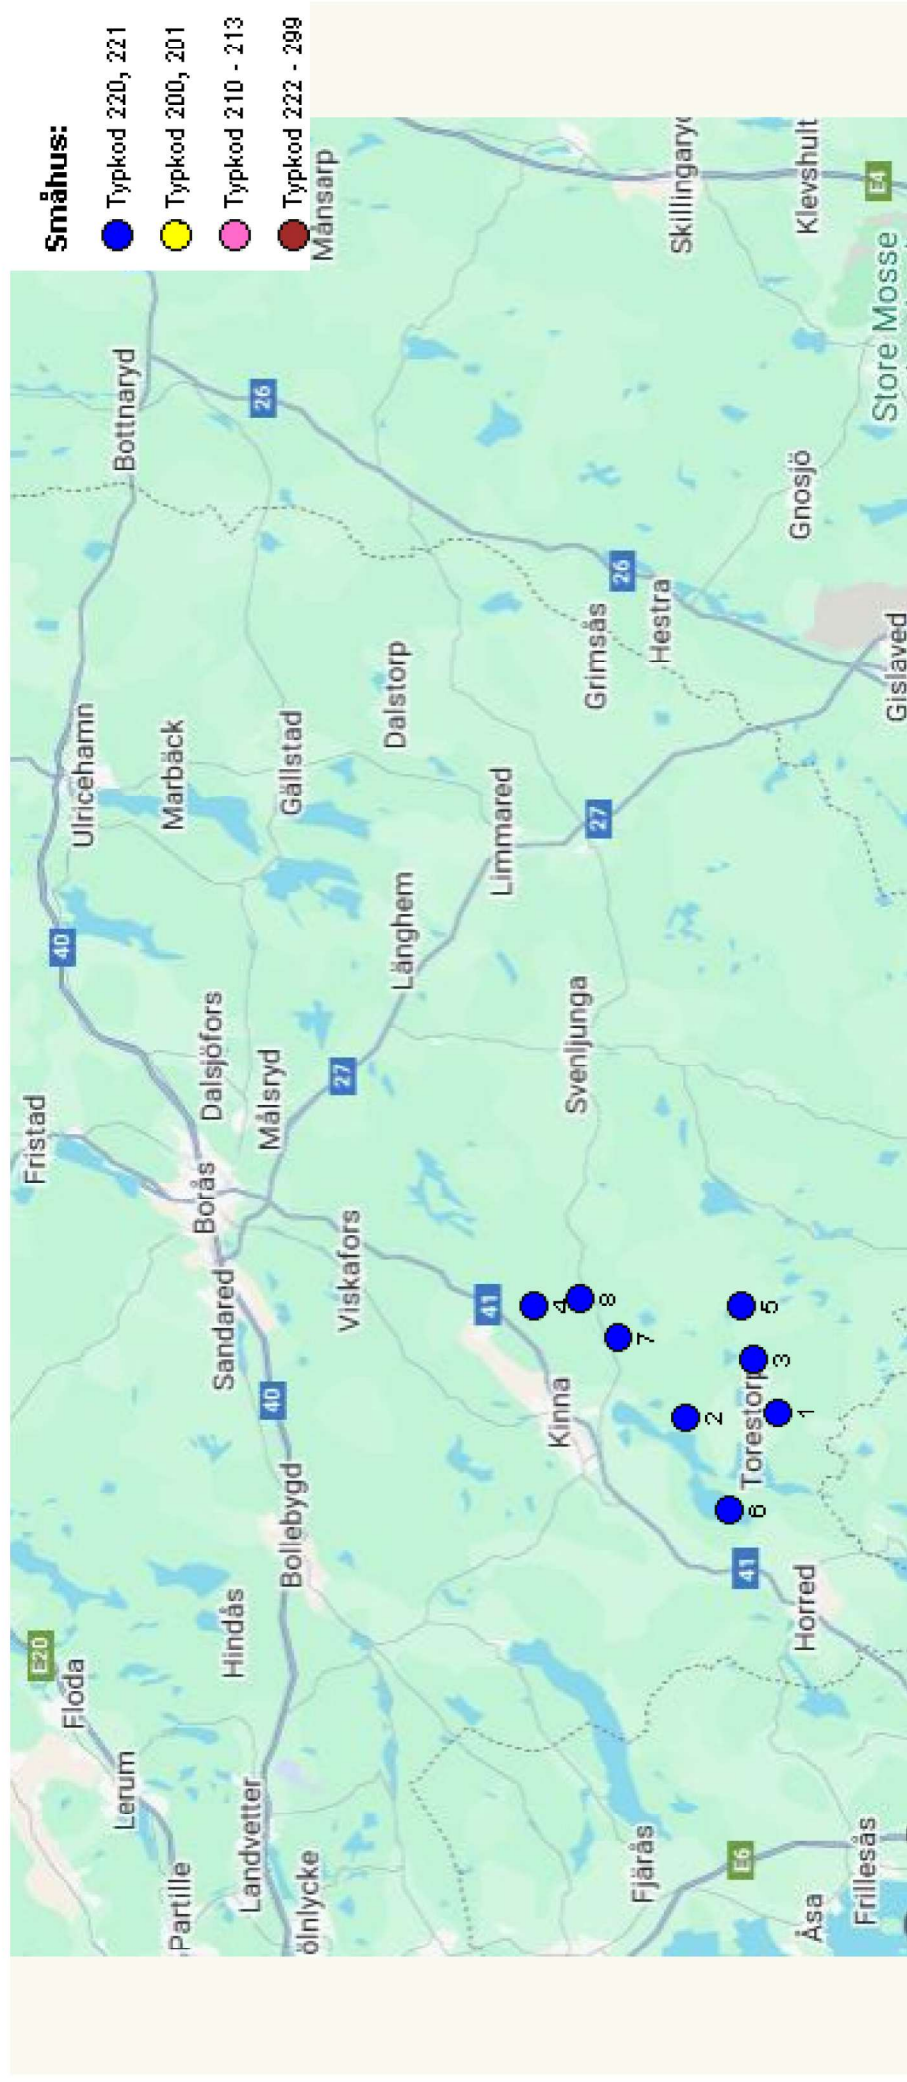 Småhus:
Typkod 220, 221
Typkod 200, 201
Typkod 210 - 213
Typkod 222 - 299
Fristad
E20
Floda
40
Ulricehamn
Bottnaryd
Lerum
Marbäck
Partille
Borås
Dalsjöfors
Sandared
Hindås
Landvetter
Målsryd
40
26
Bollebygd
Gällstad
ölnlycke
Månsarp
Viskafors
27
Länghem
Dalstorp
41
Limmared
4
Kinna
8
Svenljunga
27
Grimsås
7
26
Fjärås
Hestra
2
Skillingaryd
E6
41
6
Torestorp
3
5
1
Horred
Åsa
Gnosjö
Klevshult
Frillesås
E4
Gislaved
Store Mosse